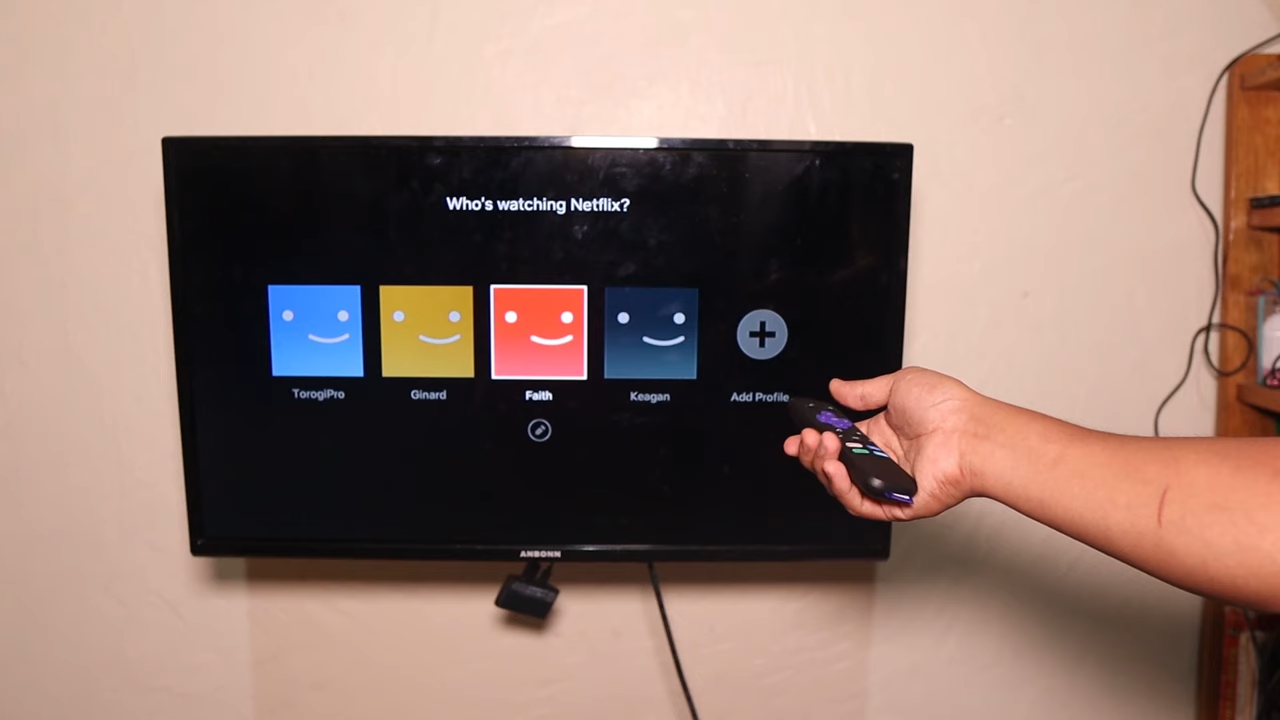 Who's watching Netflix?
TorogiPro Ginard Faith Keagan Add Profile
ANBONN